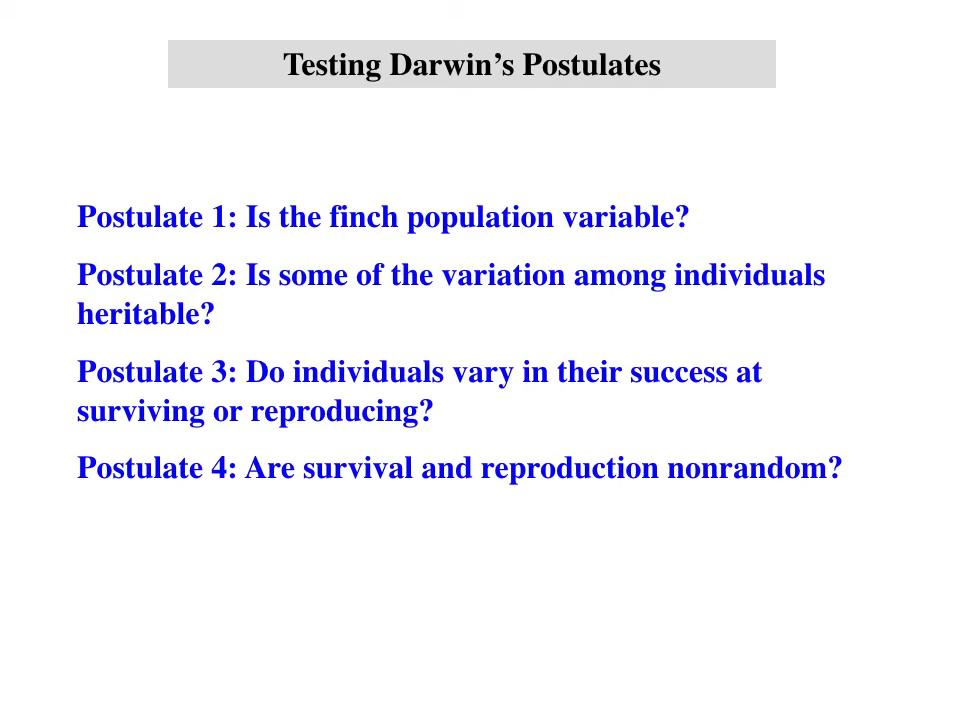 Testing Darwin’s Postulates
Postulate 1: Is the finch population variable?
Postulate 2: Is some of the variation among individuals
heritable?
Postulate 3: Do individuals vary in their success at
surviving or reproducing?
Postulate 4: Are survival and reproduction nonrandom?